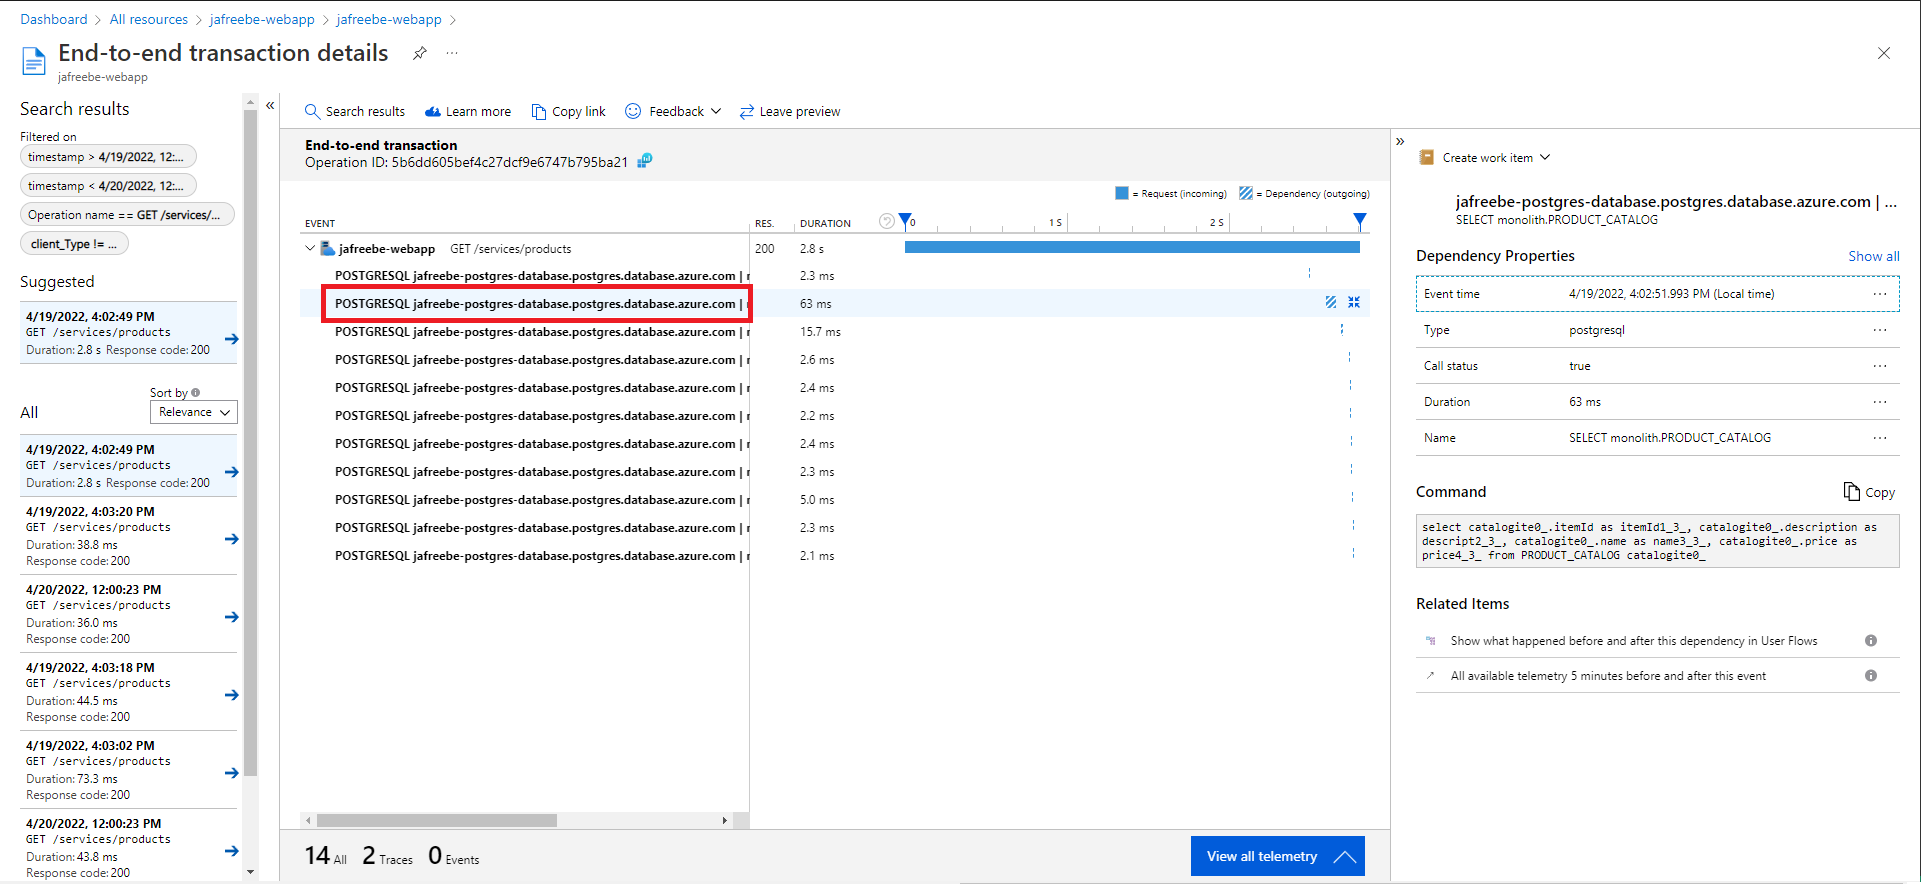 Dashboard > All resources > jafreebe-webapp > jafreebe-webapp >
End-to-end transaction details
jafreebe-webapp
Search results
Filtered on
timestamp > 4/19/2022, 12:...
timestamp < 4/20/2022, 12:...
Operation name == GET /services/...
client_Type != ...
Suggested
4/19/2022, 4:02:49 PM
GET /services/products
Duration: 2.8 s Response code: 200
Sort by
All
Relevance
4/19/2022, 4:02:49 PM
GET /services/products
Duration: 2.8 s Response code: 200
4/19/2022, 4:03:20 PM
GET /services/products
Duration: 38.8 ms
Response code: 200
4/20/2022, 12:00:23 PM
GET /services/products
Duration: 36.0 ms
Response code: 200
4/19/2022, 4:03:18 PM
GET /services/products
Duration: 44.5 ms
Response code: 200
4/19/2022, 4:03:02 PM
GET /services/products
Duration: 73.3 ms
Response code: 200
4/20/2022, 12:00:23 PM
GET /services/products
Duration: 43.8 ms
Response code: 200
Search results Learn more Copy link Feedback Leave preview
End-to-end transaction
Operation ID: 5b6dd605bef4c27dcf9e6747b795ba21
= Request (incoming) = Dependency (outgoing)
EVENT RES. DURATION 0 1 S 2 S
jafreebe-webapp GET /services/products 200 2.8 s
POSTGRESQL jafreebe-postgres-database.postgres.database.azure.com | 2.3 ms
POSTGRESQL jafreebe-postgres-database.postgres.database.azure.com | 63 ms
POSTGRESQL jafreebe-postgres-database.postgres.database.azure.com | 15.7 ms
POSTGRESQL jafreebe-postgres-database.postgres.database.azure.com | 2.6 ms
POSTGRESQL jafreebe-postgres-database.postgres.database.azure.com | 2.4 ms
POSTGRESQL jafreebe-postgres-database.postgres.database.azure.com | 2.2 ms
POSTGRESQL jafreebe-postgres-database.postgres.database.azure.com | 2.4 ms
POSTGRESQL jafreebe-postgres-database.postgres.database.azure.com | 2.3 ms
POSTGRESQL jafreebe-postgres-database.postgres.database.azure.com | 5.0 ms
POSTGRESQL jafreebe-postgres-database.postgres.database.azure.com | 2.3 ms
POSTGRESQL jafreebe-postgres-database.postgres.database.azure.com | 2.1 ms
14 All 2 Traces 0 Events
View all telemetry
Create work item
jafreebe-postgres-database.postgres.database.azure.com | ...
SELECT monolith.PRODUCT_CATALOG
Dependency Properties Show all
Event time 4/19/2022, 4:02:51.993 PM (Local time) ...
Type postgresql ...
Call status true ...
Duration 63 ms ...
Name SELECT monolith.PRODUCT_CATALOG ...
Command Copy
select catalogite0_.itemId as itemId1_3_, catalogite0_.description as
descript2_3_, catalogite0_.name as name3_3_, catalogite0_.price as
price4_3_ from PRODUCT_CATALOG catalogite0_
Related Items
Show what happened before and after this dependency in User Flows
All available telemetry 5 minutes before and after this event